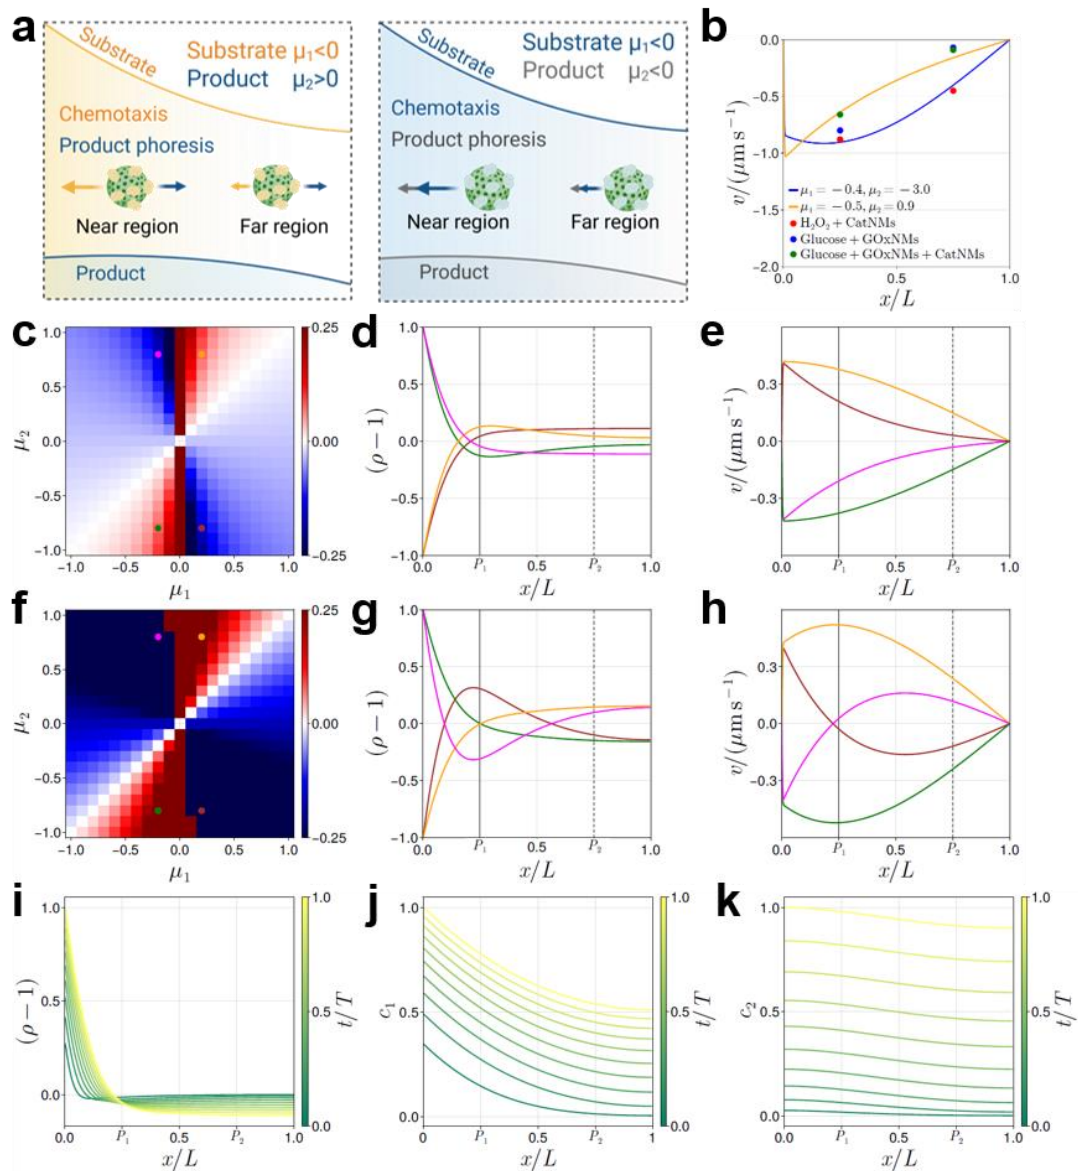 a
Substrate
Substrate μ₁<0
Product μ₂>0
Chemotaxis
Product phoresis
Near region
Far region
Product
Substrate
Substrate μ₁<0
Product μ₂<0
Chemotaxis
Product phoresis
Near region
Far region
Product
b
0.0
-0.5
-1.0
-1.5
-2.0
v/(μm s⁻¹)
μ₁ = −0.4, μ₂ = −3.0
μ₁ = −0.5, μ₂ = 0.9
H₂O₂ + CatNMs
Glucose + GOxNMs
Glucose + GOxNMs + CatNMs
0.0 0.5 1.0
x/L
c
1.0
0.5
0.0
-0.5
-1.0
μ₂
-1.0 -0.5 0.0 0.5 1.0
μ₁
0.25
0.00
-0.25
d
1.0
0.5
0.0
-0.5
-1.0
(ρ − 1)
0.0 P₁ 0.5 P₂ 1.0
x/L
e
0.3
0.0
-0.3
v/(μm s⁻¹)
0.0 P₁ 0.5 P₂ 1.0
x/L
f
1.0
0.5
0.0
-0.5
-1.0
μ₂
-1.0 -0.5 0.0 0.5 1.0
μ₁
0.25
0.00
-0.25
g
1.0
0.5
0.0
-0.5
-1.0
(ρ − 1)
0.0 P₁ 0.5 P₂ 1.0
x/L
h
0.3
0.0
-0.3
v/(μm s⁻¹)
0.0 P₁ 0.5 P₂ 1.0
x/L
i
1.0
0.5
0.0
(ρ − 1)
0.0 P₁ 0.5 P₂ 1.0
x/L
1.0
0.5
0.0
t/T
j
1.0
0.5
0.0
c₁
0.0 P₁ 0.5 P₂ 1
x/L
1.0
0.5
0.0
t/T
k
1.0
0.5
0.0
c₂
0.0 P₁ 0.5 P₂ 1.0
x/L
1.0
0.5
0.0
t/T